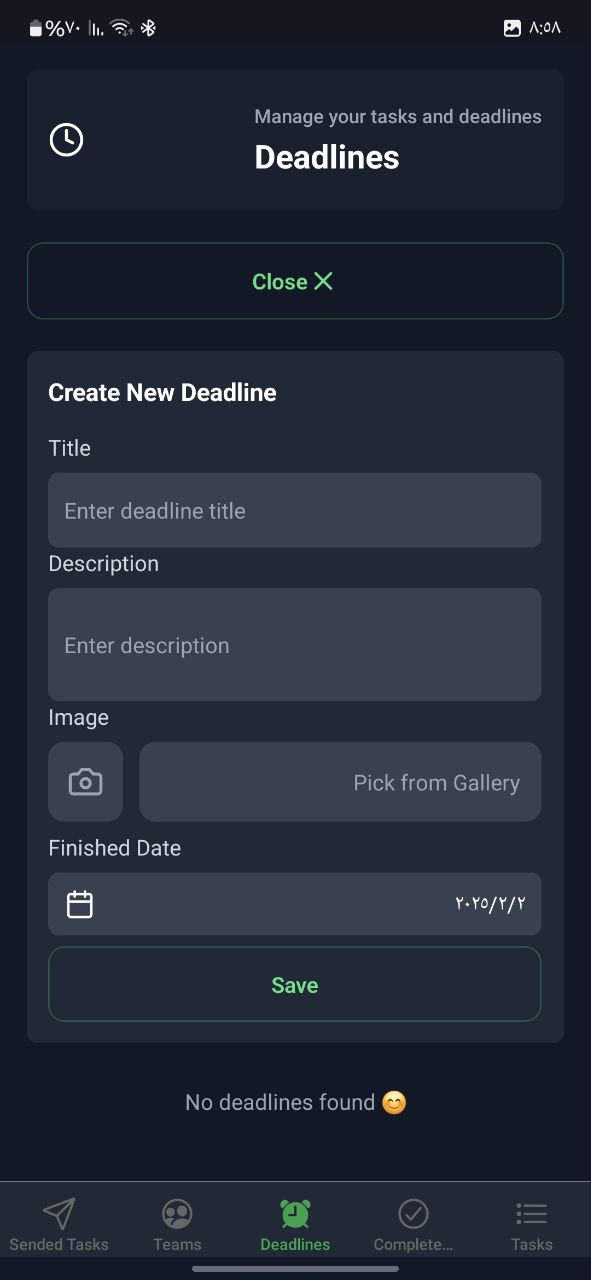 %٧٠
٨:٥٨
Manage your tasks and deadlines
Deadlines
Close
Create New Deadline
Title
Enter deadline title
Description
Enter description
Image
Pick from Gallery
Finished Date
٢٠٢٥/٢/٢
Save
No deadlines found 😊
Sended Tasks
Teams
Deadlines
Complete...
Tasks